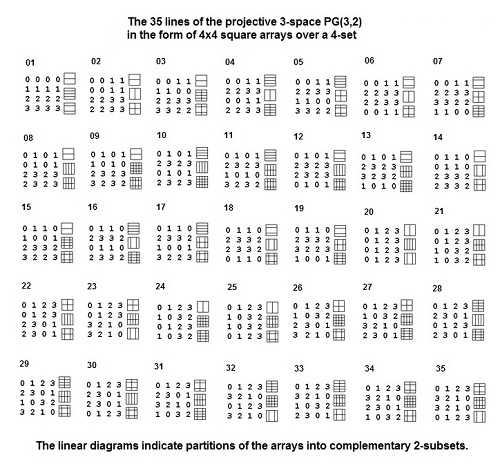 The 35 lines of the projective 3-space PG(3,2)
in the form of 4x4 square arrays over a 4-set
01 02 03 04 05 06 07
0 0 0 0 0 0 1 1 0 0 1 1 0 0 1 1 0 0 1 1 0 0 1 1 0 0 1 1
1 1 1 1 0 0 1 1 1 1 0 0 2 2 3 3 2 2 3 3 2 2 3 3 2 2 3 3
2 2 2 2 2 2 3 3 2 2 3 3 0 0 1 1 1 1 0 0 2 2 3 3 3 3 2 2
3 3 3 3 2 2 3 3 3 3 2 2 2 2 3 3 3 3 2 2 0 0 1 1 1 1 0 0
08 09 10 11 12 13 14
0 1 0 1 0 1 0 1 0 1 0 1 0 1 0 1 0 1 0 1 0 1 0 1 0 1 1 0
0 1 0 1 1 0 1 0 2 3 2 3 2 3 2 3 2 3 2 3 2 3 2 3 0 1 1 0
2 3 2 3 2 3 2 3 0 1 0 1 1 0 1 0 2 3 2 3 3 2 3 2 2 3 3 2
2 3 2 3 3 2 3 2 2 3 2 3 3 2 3 2 0 1 0 1 1 0 1 0 2 3 3 2
15 16 17 18 19 20 21
0 1 1 0 0 1 1 0 0 1 1 0 0 1 1 0 0 1 1 0 0 1 2 3 0 1 2 3
1 0 0 1 2 3 3 2 2 3 3 2 2 3 3 2 2 3 3 2 0 1 2 3 0 1 2 3
2 3 3 2 0 1 1 0 1 0 0 1 2 3 3 2 3 2 2 3 0 1 2 3 1 0 3 2
3 2 2 3 2 3 3 2 3 2 2 3 0 1 1 0 1 0 0 1 0 1 2 3 1 0 3 2
22 23 24 25 26 27 28
0 1 2 3 0 1 2 3 0 1 2 3 0 1 2 3 0 1 2 3 0 1 2 3 0 1 2 3
0 1 2 3 0 1 2 3 1 0 3 2 1 0 3 2 1 0 3 2 1 0 3 2 2 3 0 1
2 3 0 1 3 2 1 0 0 1 2 3 1 0 3 2 2 3 0 1 3 2 1 0 0 1 2 3
2 3 0 1 3 2 1 0 1 0 3 2 0 1 2 3 3 2 1 0 2 3 0 1 2 3 0 1
29 30 31 32 33 34 35
0 1 2 3 0 1 2 3 0 1 2 3 0 1 2 3 0 1 2 3 0 1 2 3 0 1 2 3
2 3 0 1 2 3 0 1 2 3 0 1 3 2 1 0 3 2 1 0 3 2 1 0 3 2 1 0
1 0 3 2 2 3 0 1 3 2 1 0 0 1 2 3 1 0 3 2 2 3 0 1 3 2 1 0
3 2 1 0 0 1 2 3 1 0 3 2 3 2 1 0 2 3 0 1 1 0 3 2 0 1 2 3
The linear diagrams indicate partitions of the arrays into complementary 2-subsets.